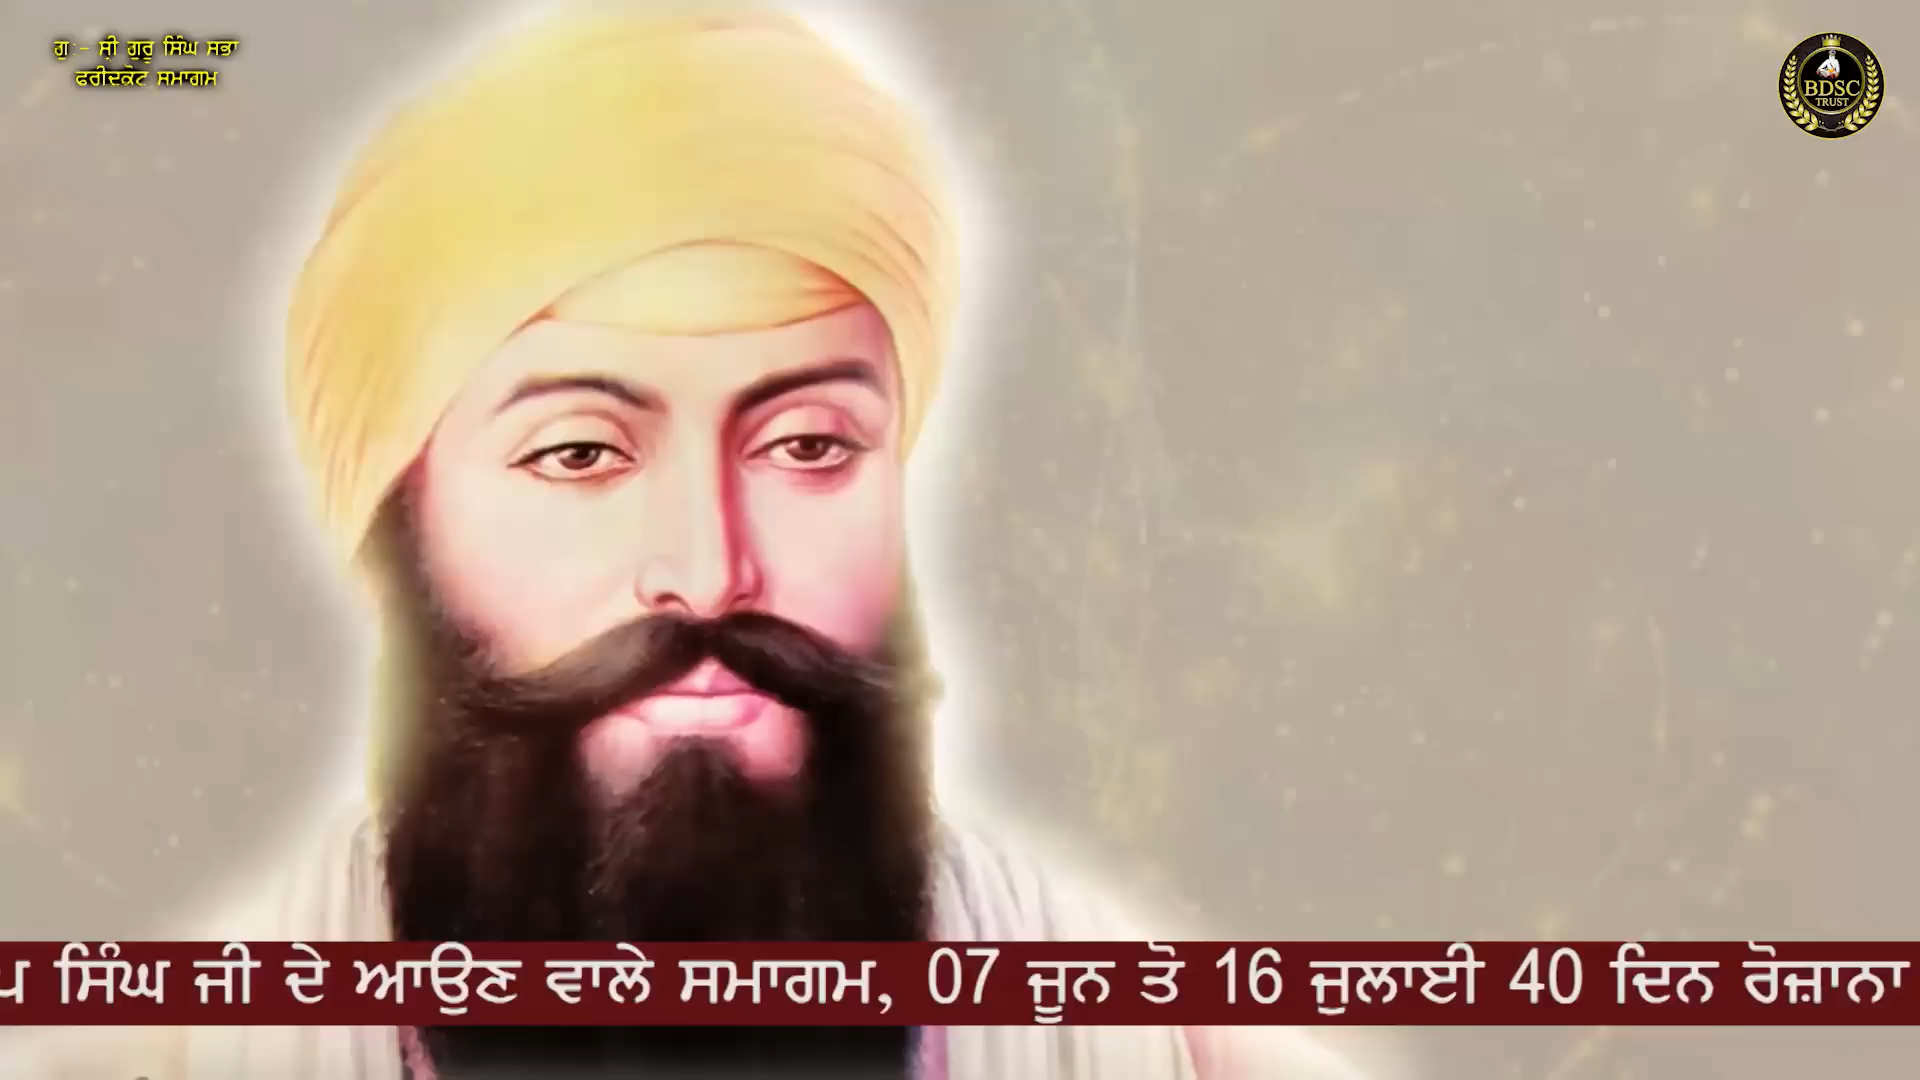 ਗੁ:- ਸ੍ਰੀ ਗੁਰੂ ਸਿੰਘ ਸਭਾ
ਫਰੀਦਕੋਟ ਸਮਾਗਮ
BDSC
TRUST
ਸਿੰਘ ਜੀ ਦੇ ਆਉਣ ਵਾਲੇ ਸਮਾਗਮ, 07 ਜੂਨ ਤੋਂ 16 ਜੁਲਾਈ 40 ਦਿਨ ਰੋਜ਼ਾਨਾ